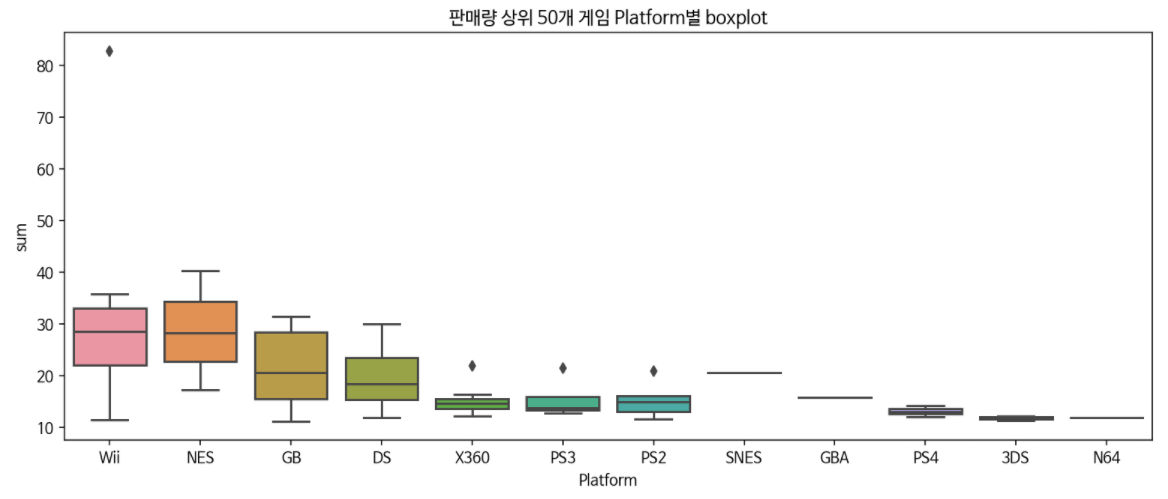 판매량 상위 50개 게임 Platform별 boxplot
80
70
60
50
40
30
20
10
sum
Wii NES GB DS X360 PS3 PS2 SNES GBA PS4 3DS N64
Platform